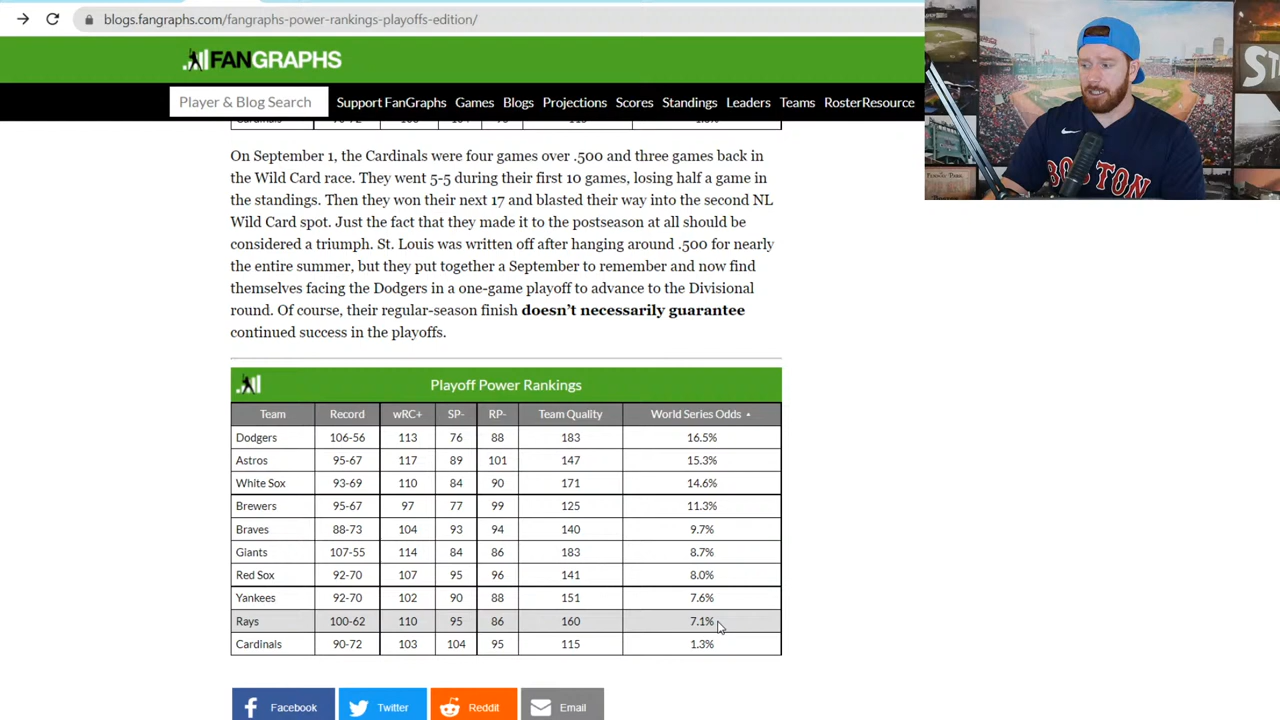 blogs.fangraphs.com/fangraphs-power-rankings-playoffs-edition/
FANGRAPHS
Player & Blog Search Support FanGraphs Games Blogs Projections Scores Standings Leaders Teams RosterResource
On September 1, the Cardinals were four games over .500 and three games back in
the Wild Card race. They went 5-5 during their first 10 games, losing half a game in
the standings. Then they won their next 17 and blasted their way into the second NL
Wild Card spot. Just the fact that they made it to the postseason at all should be
considered a triumph. St. Louis was written off after hanging around .500 for nearly
the entire summer, but they put together a September to remember and now find
themselves facing the Dodgers in a one-game playoff to advance to the Divisional
round. Of course, their regular-season finish doesn't necessarily guarantee
continued success in the playoffs.
Playoff Power Rankings
Team Record wRC+ SP- RP- Team Quality World Series Odds
Dodgers 106-56 113 76 88 183 16.5%
Astros 95-67 117 89 101 147 15.3%
White Sox 93-69 110 84 90 171 14.6%
Brewers 95-67 97 77 99 125 11.3%
Braves 88-73 104 93 94 140 9.7%
Giants 107-55 114 84 86 183 8.7%
Red Sox 92-70 107 95 96 141 8.0%
Yankees 92-70 102 90 88 151 7.6%
Rays 100-62 110 95 86 160 7.1%
Cardinals 90-72 103 104 95 115 1.3%
Facebook Twitter Reddit Email
BOSTON